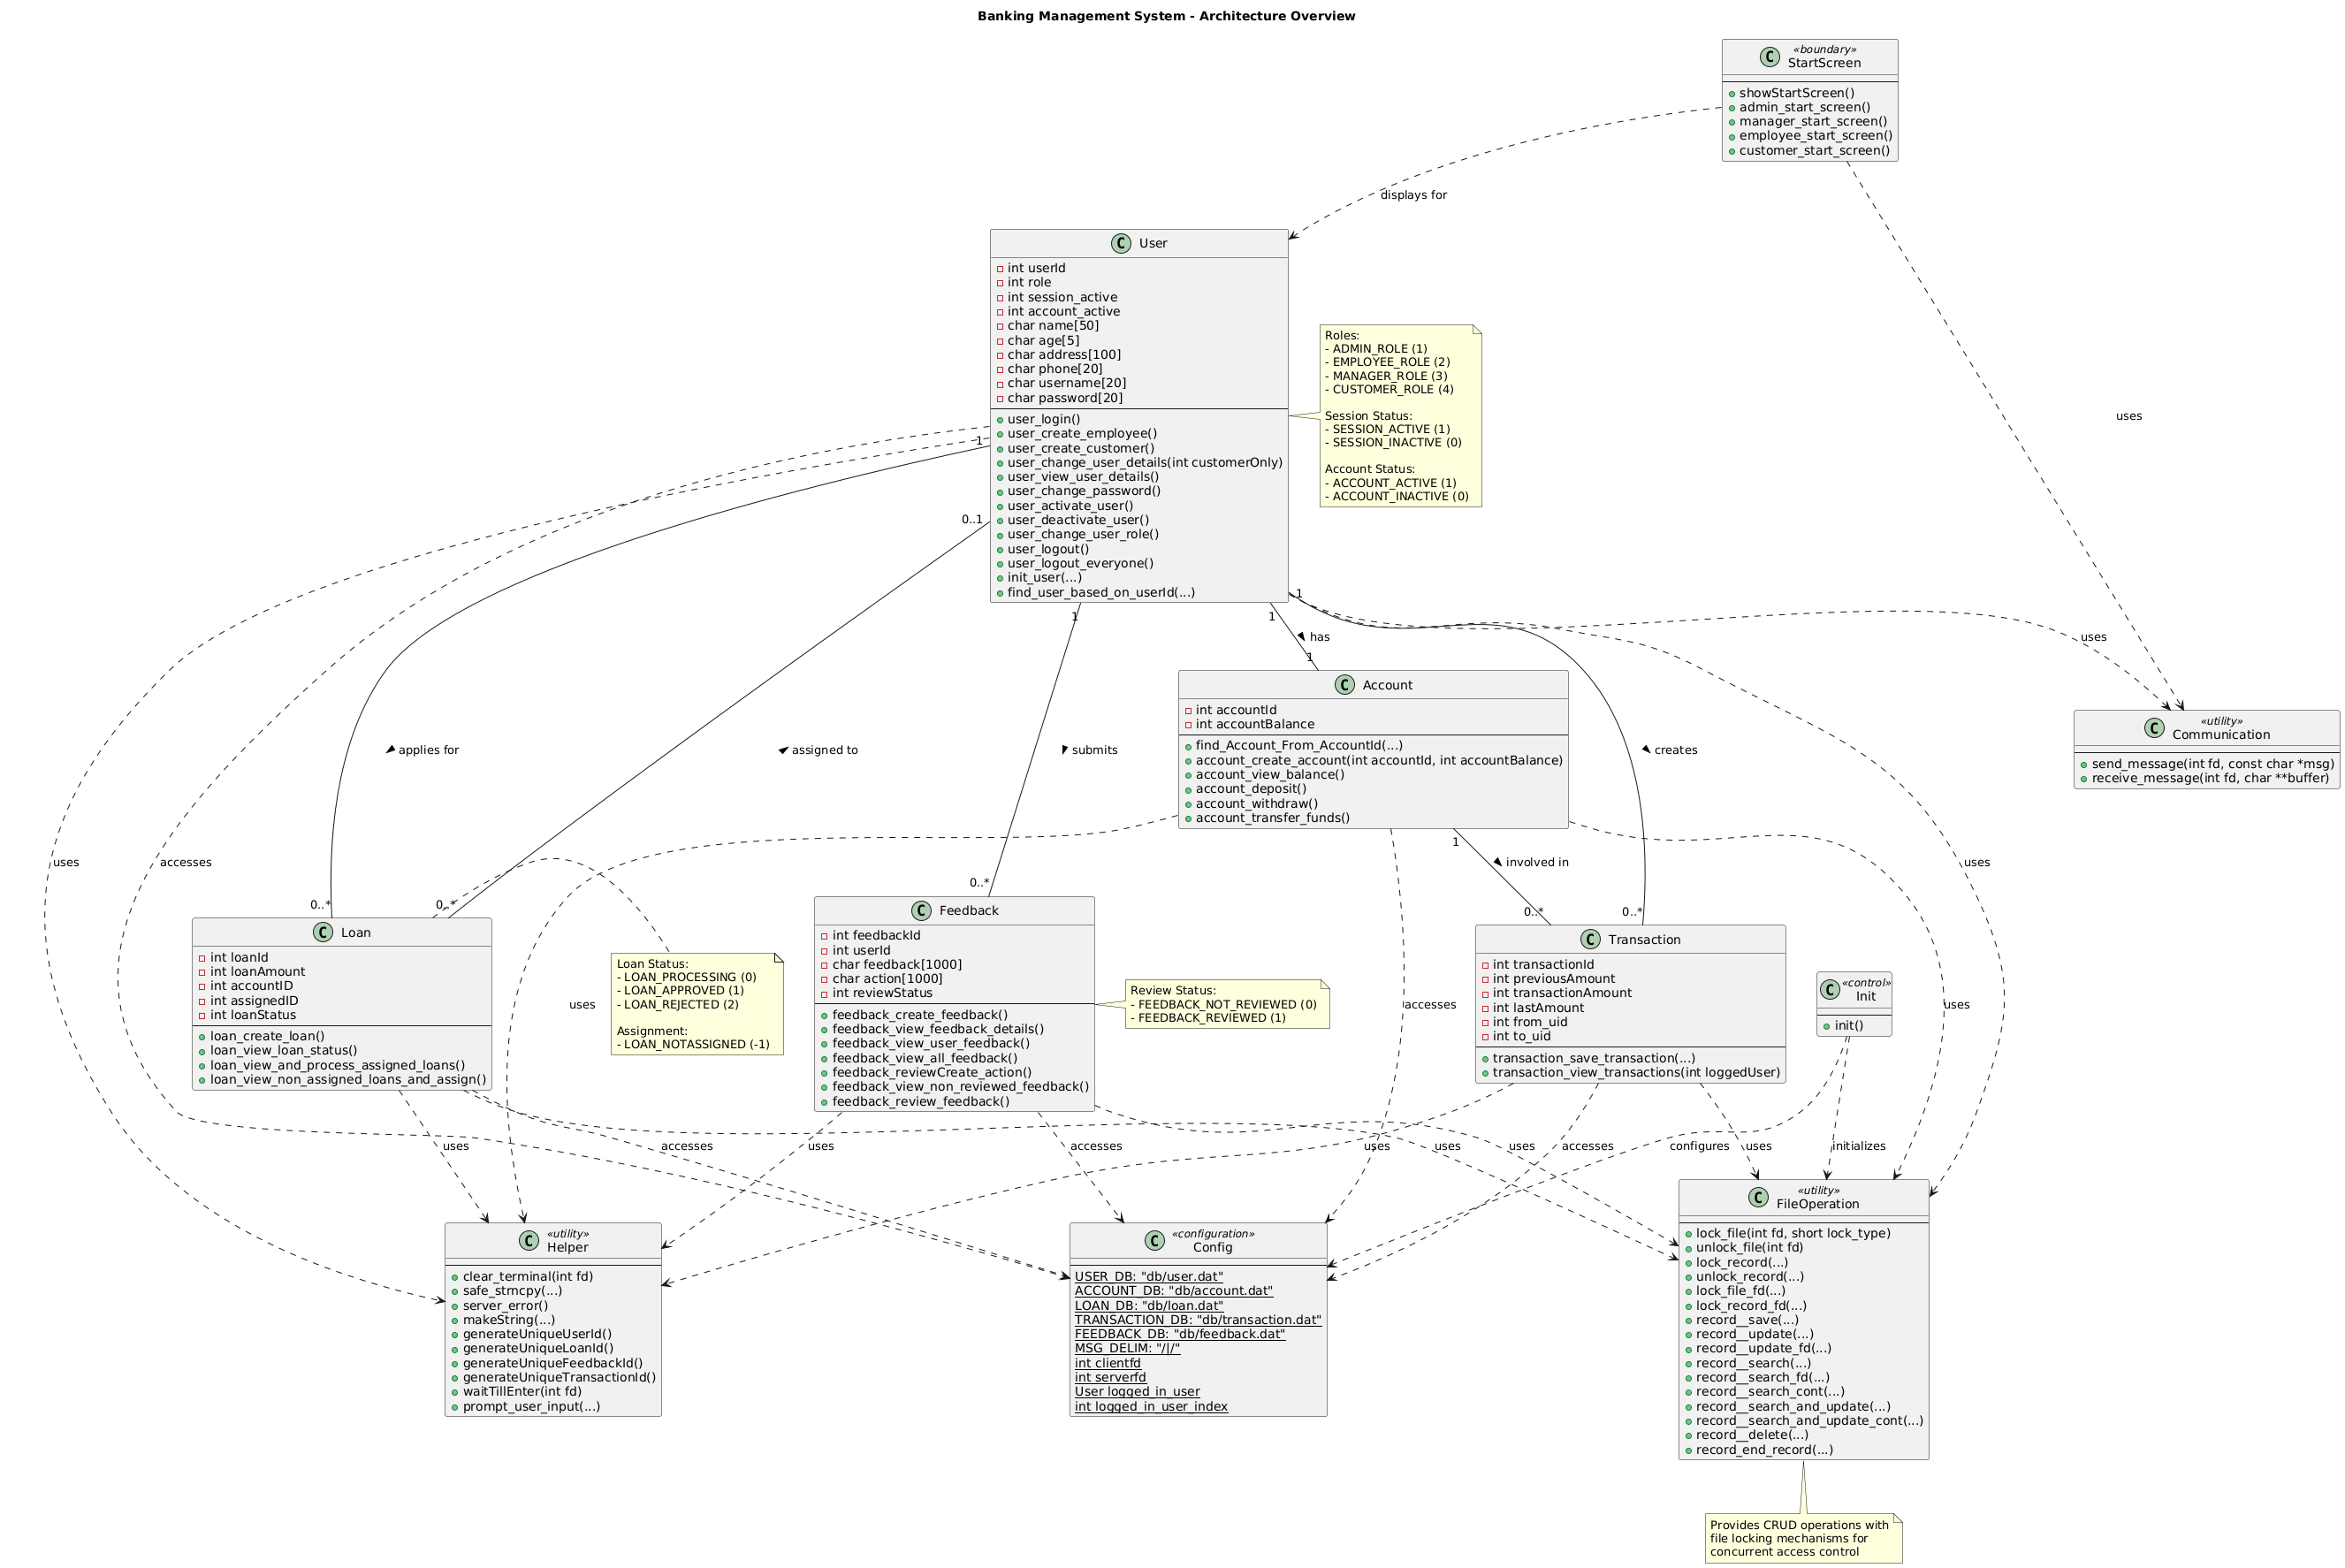 Banking Management System - Architecture Overview
C
«boundary»
StartScreen
showStartScreen()
admin_start_screen()
manager_start_screen()
employee_start_screen()
customer_start_screen()
displays for
uses
C
User
int userId
int role
int session_active
int account_active
char name[50]
char age[5]
char address[100]
char phone[20]
char username[20]
char password[20]
user_login()
user_create_employee()
user_create_customer()
user_change_user_details(int customerOnly)
user_view_user_details()
user_change_password()
user_activate_user()
user_deactivate_user()
user_change_user_role()
user_logout()
user_logout_everyone()
init_user(...)
find_user_based_on_userId(...)
Roles:
- ADMIN_ROLE (1)
- EMPLOYEE_ROLE (2)
- MANAGER_ROLE (3)
- CUSTOMER_ROLE (4)
Session Status:
- SESSION_ACTIVE (1)
- SESSION_INACTIVE (0)
Account Status:
- ACCOUNT_ACTIVE (1)
- ACCOUNT_INACTIVE (0)
1
0..1
1
1
1
has
1
uses
C
Account
int accountId
int accountBalance
find_Account_From_AccountId(...)
account_create_account(int accountId, int accountBalance)
account_view_balance()
account_deposit()
account_withdraw()
account_transfer_funds()
C
«utility»
Communication
send_message(int fd, const char *msg)
receive_message(int fd, char **buffer)
applies for
assigned to
submits
creates
1
uses
accesses
involved in
uses
0..*
0..*
0..*
0..*
0..*
C
Loan
int loanId
int loanAmount
int accountID
int assignedID
int loanStatus
loan_create_loan()
loan_view_loan_status()
loan_view_and_process_assigned_loans()
loan_view_non_assigned_loans_and_assign()
uses
Loan Status:
- LOAN_PROCESSING (0)
- LOAN_APPROVED (1)
- LOAN_REJECTED (2)
Assignment:
- LOAN_NOTASSIGNED (-1)
C
Feedback
int feedbackId
int userId
char feedback[1000]
char action[1000]
int reviewStatus
feedback_create_feedback()
feedback_view_feedback_details()
feedback_view_user_feedback()
feedback_view_all_feedback()
feedback_reviewCreate_action()
feedback_view_non_reviewed_feedback()
feedback_review_feedback()
Review Status:
- FEEDBACK_NOT_REVIEWED (0)
- FEEDBACK_REVIEWED (1)
accesses
C
Transaction
int transactionId
int previousAmount
int transactionAmount
int lastAmount
int from_uid
int to_uid
transaction_save_transaction(...)
transaction_view_transactions(int loggedUser)
C
«control»
Init
init()
uses
uses
accesses
uses
accesses
uses
uses
uses
accesses
configures
uses
initializes
C
«utility»
Helper
clear_terminal(int fd)
safe_strncpy(...)
server_error()
makeString(...)
generateUniqueUserId()
generateUniqueLoanId()
generateUniqueFeedbackId()
generateUniqueTransactionId()
waitTillEnter(int fd)
prompt_user_input(...)
C
«configuration»
Config
USER_DB: "db/user.dat"
ACCOUNT_DB: "db/account.dat"
LOAN_DB: "db/loan.dat"
TRANSACTION_DB: "db/transaction.dat"
FEEDBACK_DB: "db/feedback.dat"
MSG_DELIM: "/|/"
int clientfd
int serverfd
User logged_in_user
int logged_in_user_index
C
«utility»
FileOperation
lock_file(int fd, short lock_type)
unlock_file(int fd)
lock_record(...)
unlock_record(...)
lock_file_fd(...)
lock_record_fd(...)
record__save(...)
record__update(...)
record__update_fd(...)
record__search(...)
record__search_fd(...)
record__search_cont(...)
record__search_and_update(...)
record__search_and_update_cont(...)
record__delete(...)
record_end_record(...)
Provides CRUD operations with
file locking mechanisms for
concurrent access control